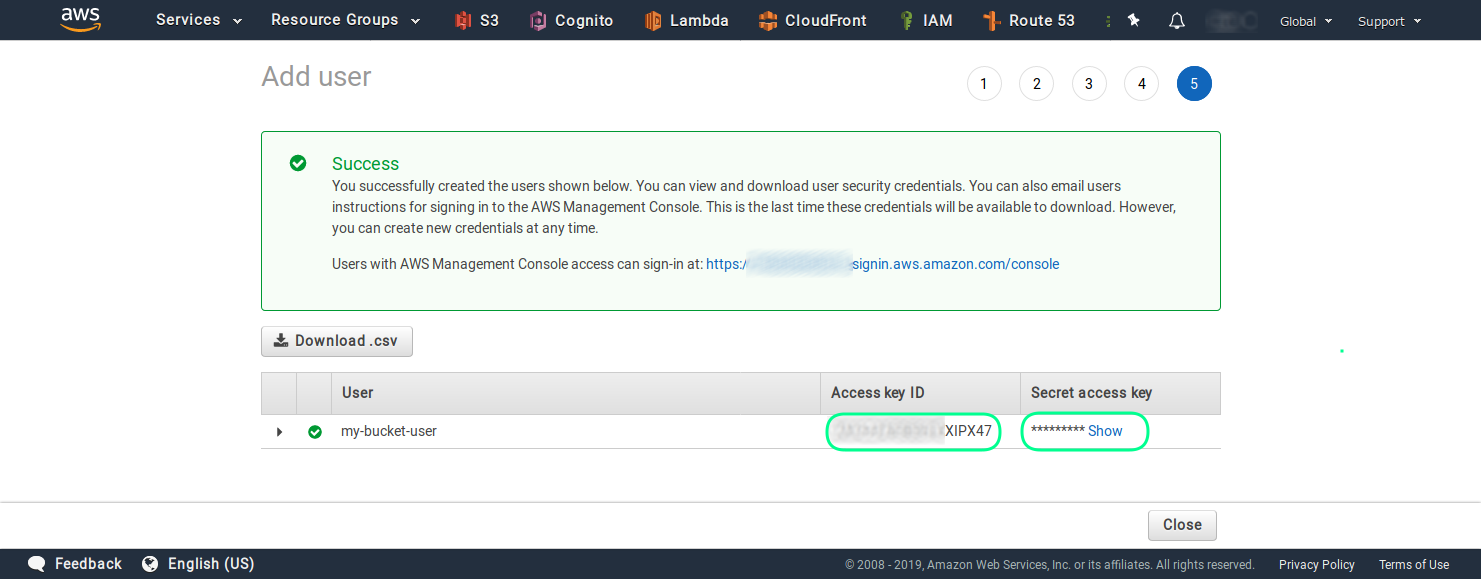 aws Services Resource Groups S3 Cognito Lambda CloudFront IAM Route 53 Global Support
Add user
1 2 3 4 5
Success
You successfully created the users shown below. You can view and download user security credentials. You can also email users
instructions for signing in to the AWS Management Console. This is the last time these credentials will be available to download. However,
you can create new credentials at any time.
Users with AWS Management Console access can sign-in at: https:/ signin.aws.amazon.com/console
Download .csv
User Access key ID Secret access key
my-bucket-user XIPX47 ********* Show
Close
Feedback English (US) © 2008 - 2019, Amazon Web Services, Inc. or its affiliates. All rights reserved. Privacy Policy Terms of Use